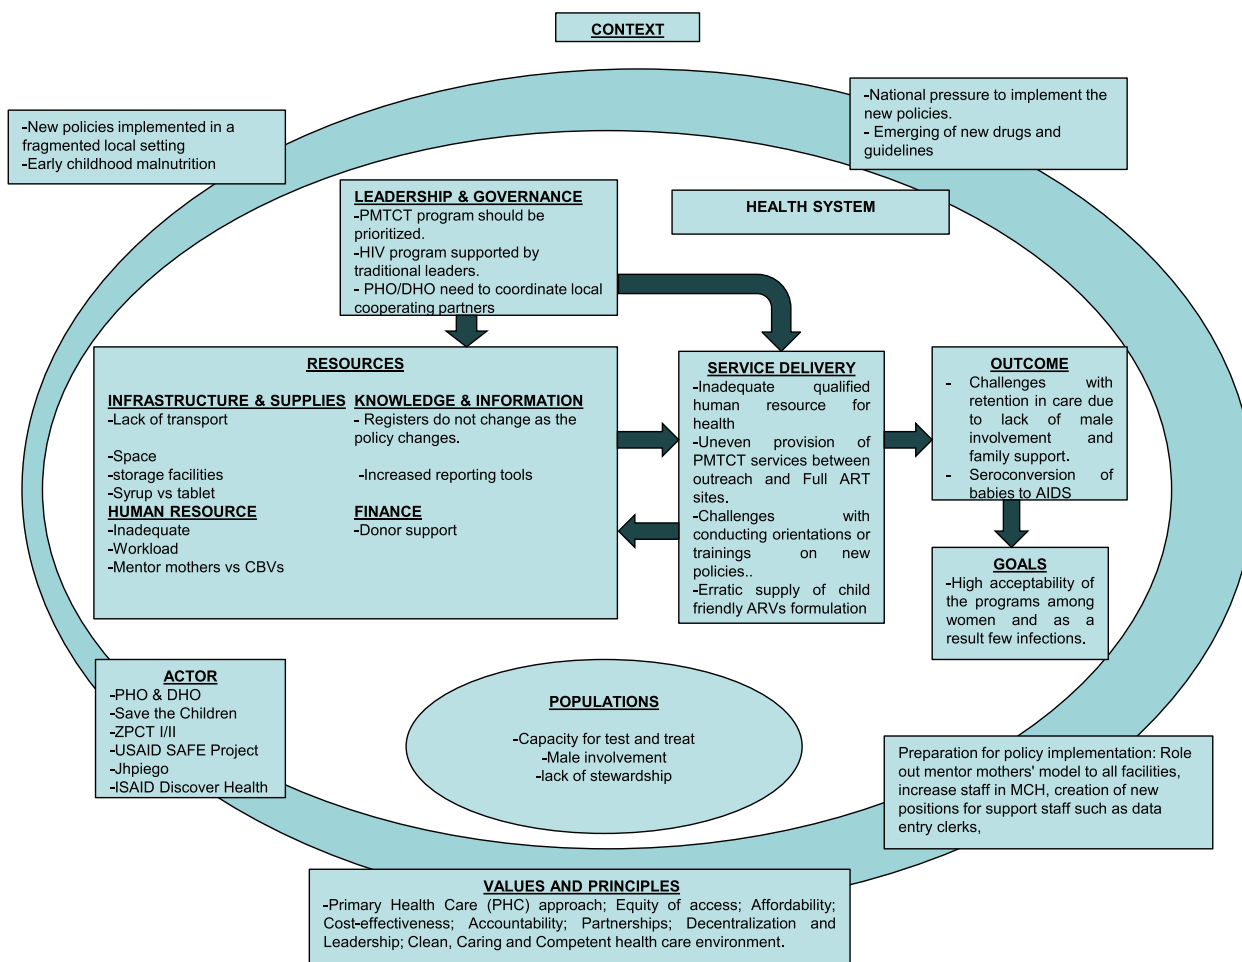 CONTEXT
-New policies implemented in a
fragmented local setting
-Early childhood malnutrition
-National pressure to implement the
new policies.
- Emerging of new drugs and
guidelines
LEADERSHIP & GOVERNANCE
-PMTCT program should be
prioritized.
-HIV program supported by
traditional leaders.
- PHO/DHO need to coordinate local
cooperating partners
HEALTH SYSTEM
RESOURCES
INFRASTRUCTURE & SUPPLIES
-Lack of transport
-Space
-storage facilities
-Syrup vs tablet
HUMAN RESOURCE
-Inadequate
-Workload
-Mentor mothers vs CBVs
KNOWLEDGE & INFORMATION
- Registers do not change as the
policy changes.
-Increased reporting tools
FINANCE
-Donor support
SERVICE DELIVERY
-Inadequate qualified
human resource for
health
-Uneven provision of
PMTCT services between
outreach and Full ART
sites.
-Challenges with
conducting orientations or
trainings on new
policies..
-Erratic supply of child
friendly ARVs formulation
OUTCOME
- Challenges with
retention in care due
to lack of male
involvement and
family support.
- Seroconversion of
babies to AIDS
GOALS
-High acceptability of
the programs among
women and as a
result few infections.
ACTOR
-PHO & DHO
-Save the Children
-ZPCT I/II
-USAID SAFE Project
-Jhpiego
-ISAID Discover Health
POPULATIONS
-Capacity for test and treat
-Male involvement
-lack of stewardship
Preparation for policy implementation: Role
out mentor mothers' model to all facilities,
increase staff in MCH, creation of new
positions for support staff such as data
entry clerks,
VALUES AND PRINCIPLES
-Primary Health Care (PHC) approach; Equity of access; Affordability;
Cost-effectiveness; Accountability; Partnerships; Decentralization and
Leadership; Clean, Caring and Competent health care environment.